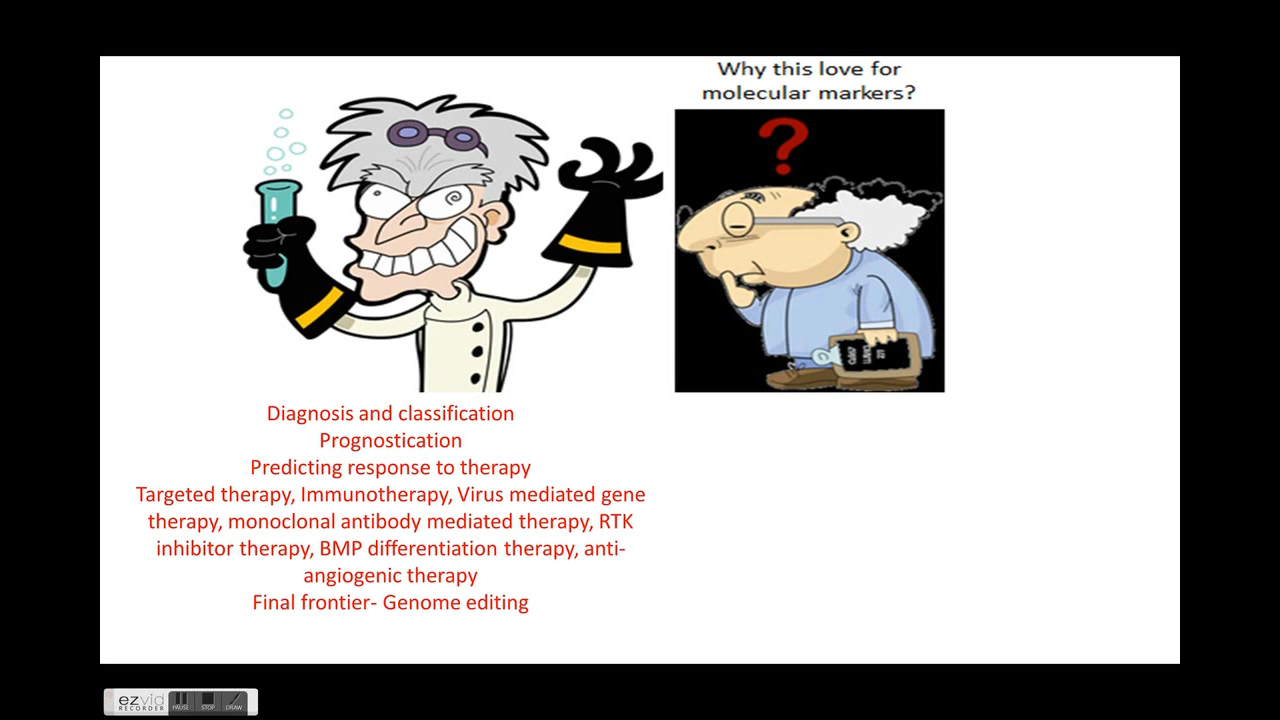 Why this love for
molecular markers?
Diagnosis and classification
Prognostication
Predicting response to therapy
Targeted therapy, Immunotherapy, Virus mediated gene
therapy, monoclonal antibody mediated therapy, RTK
inhibitor therapy, BMP differentiation therapy, anti-
angiogenic therapy
Final frontier- Genome editing
ezvid
RECORDER
PAUSE
STOP
DRAW